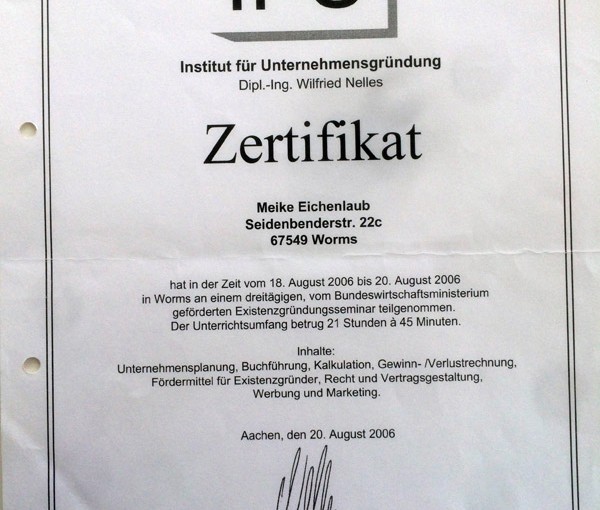 Institut für Unternehmensgründung
Dipl.-Ing. Wilfried Nelles
Zertifikat
Meike Eichenlaub
Seidenbenderstr. 22c
67549 Worms
hat in der Zeit vom 18. August 2006 bis 20. August 2006
in Worms an einem dreitägigen, vom Bundeswirtschaftsministerium
geförderten Existenzgründungsseminar teilgenommen.
Der Unterrichtsumfang betrug 21 Stunden à 45 Minuten.
Inhalte:
Unternehmensplanung, Buchführung, Kalkulation, Gewinn- /Verlustrechnung,
Fördermittel für Existenzgründer, Recht und Vertragsgestaltung,
Werbung und Marketing.
Aachen, den 20. August 2006